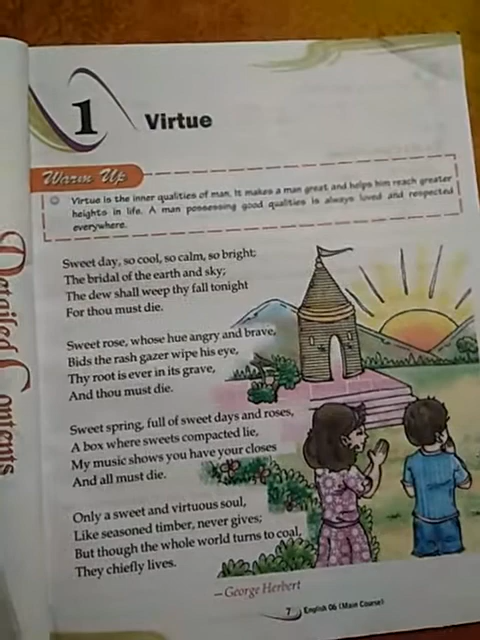 1
Virtue
Warm Up
Virtue is the inner qualities of man. It makes a man great and helps him reach greater
heights in life. A man possessing good qualities is always loved and respected
everywhere.
Sweet day, so cool, so calm, so bright;
The bridal of the earth and sky;
The dew shall weep thy fall tonight
For thou must die.
Sweet rose, whose hue angry and brave,
Bids the rash gazer wipe his eye,
Thy root is ever in its grave,
And thou must die.
Sweet spring, full of sweet days and roses,
A box where sweets compacted lie,
My music shows you have your closes
And all must die.
Only a sweet and virtuous soul,
Like seasoned timber, never gives;
But though the whole world turns to coal,
They chiefly lives.
—George Herbert
7 English 06 (Main Course)
Detailed Contents